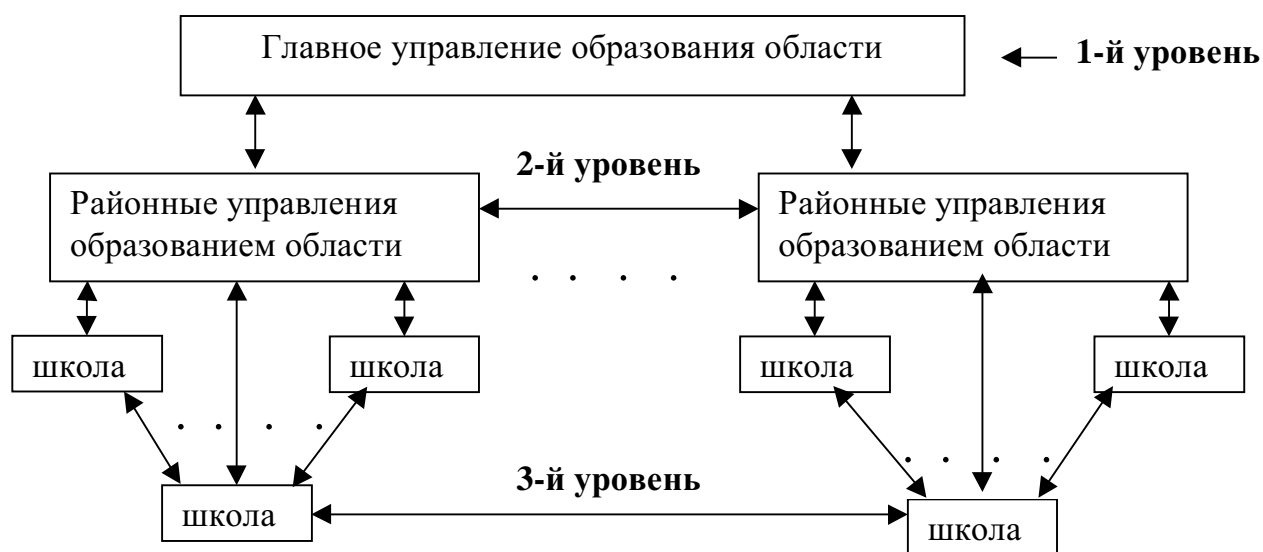 Главное управление образования области
1-й уровень
2-й уровень
Районные управления
образованием области
Районные управления
образованием области
. . . .
школа
школа
школа
школа
. . . .
. . . .
3-й уровень
школа
школа